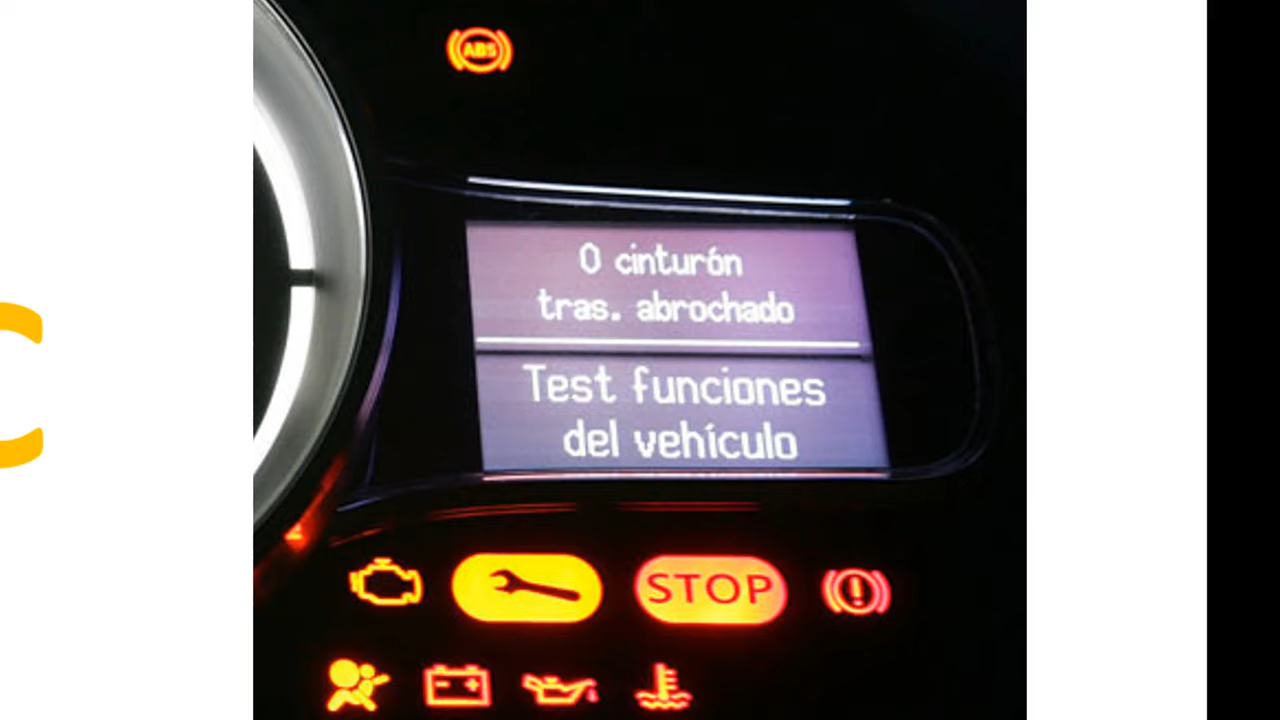 ABS
0 cinturón
tras. abrochado
Test funciones
del vehículo
STOP